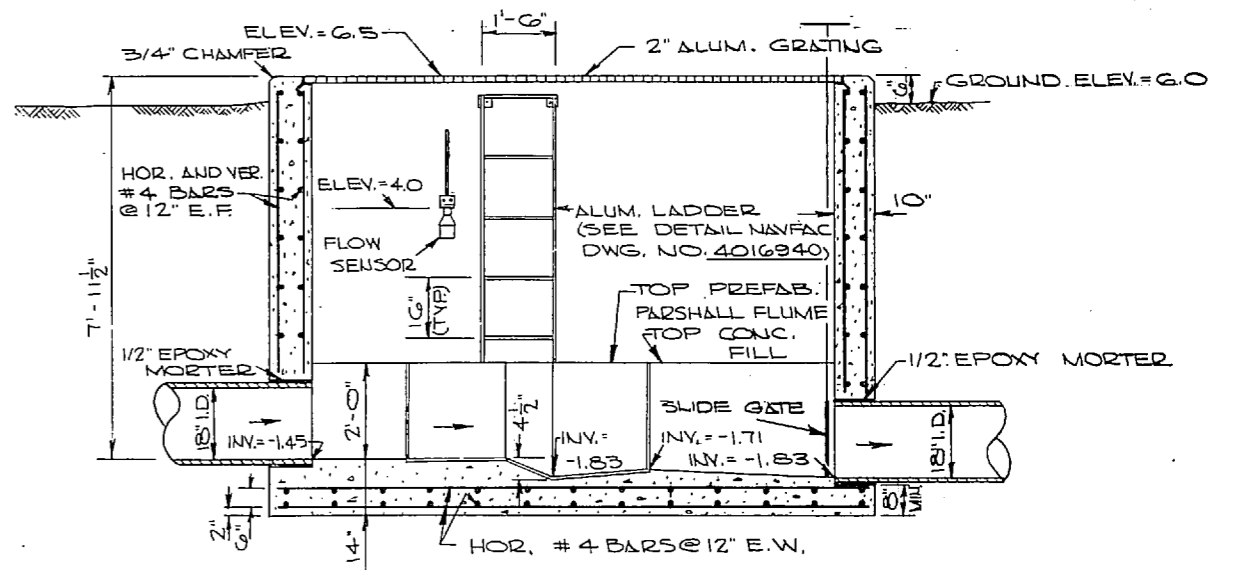 1'-6"
ELEV.=6.5
2" ALUM. GRATING
3/4" CHAMFER
GROUND ELEV.=6.0
6"
HOR. AND VER.
#4 BARS
@ 12" E.F.
ELEV.=4.0
FLOW
SENSOR
ALUM. LADDER
(SEE DETAIL NAVFAC
DWG. NO. 4016940)
10"
7'-11 1/2"
16"
(TYP.)
TOP PREFAB.
PARSHALL FLUME
TOP CONC.
FILL
1/2" EPOXY
MORTER
1/2" EPOXY MORTER
18" I.D.
INV.=-1.45
2'-0"
4 1/2"
INV.=
-1.83
SLIDE GATE
INV.=-1.71
INV.=-1.83
18" I.D.
8"
MIN.
2"
6"
14"
HOR. #4 BARS @ 12" E.W.